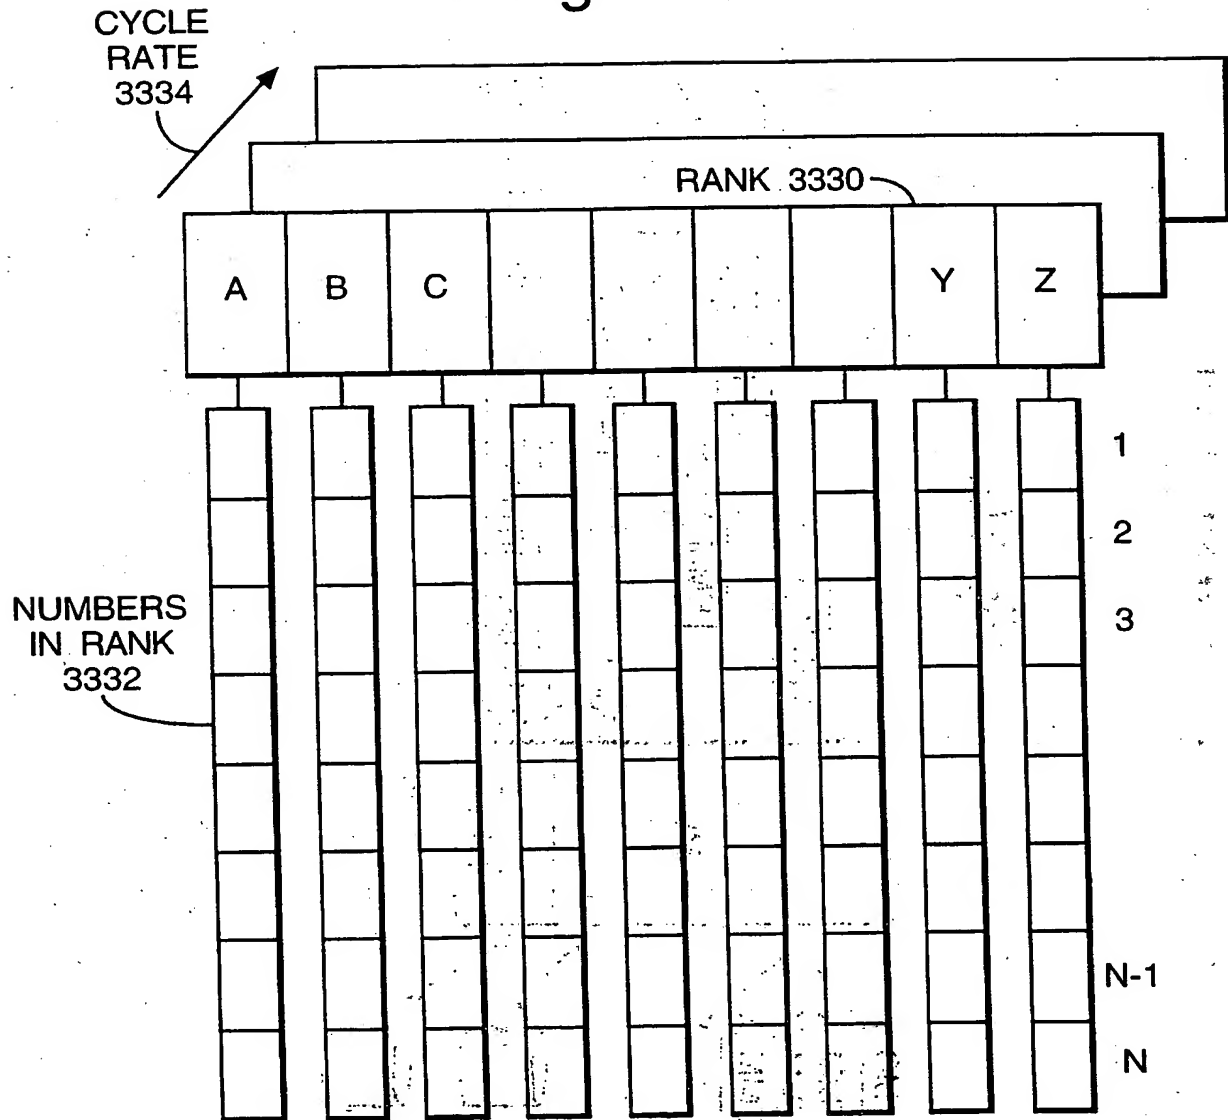 CYCLE
RATE
3334
RANK 3330
A B C Y Z
1
2
NUMBERS
IN RANK
3332
3
N-1
N